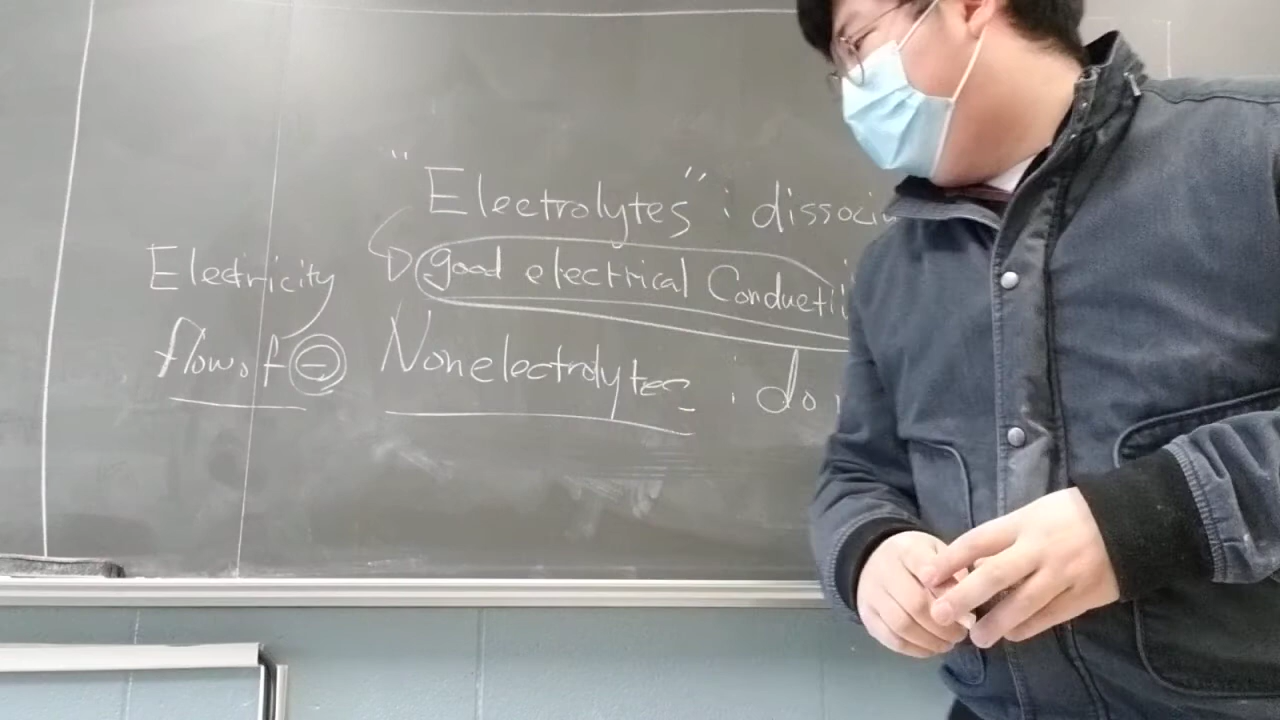 "Electrolytes" : dissoci
good electrical Conducti
Electricity
flow of ⊖
Nonelectrolytes : do